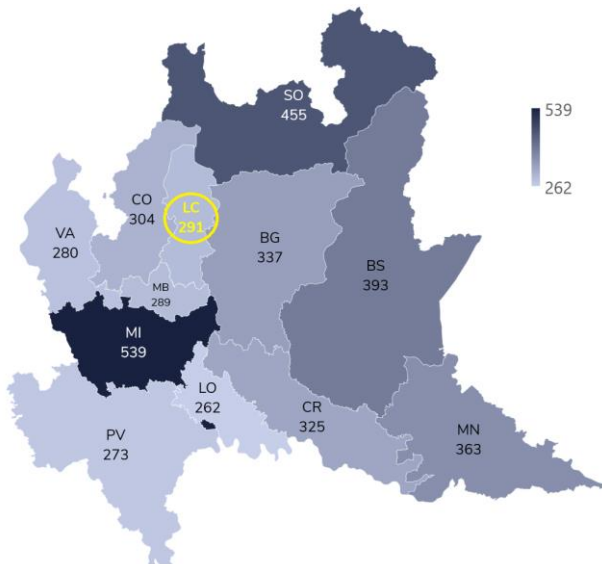 SO
455
539
262
CO
304
LC
291
VA
280
BG
337
BS
393
MB
289
MI
539
LO
262
CR
325
MN
363
PV
273